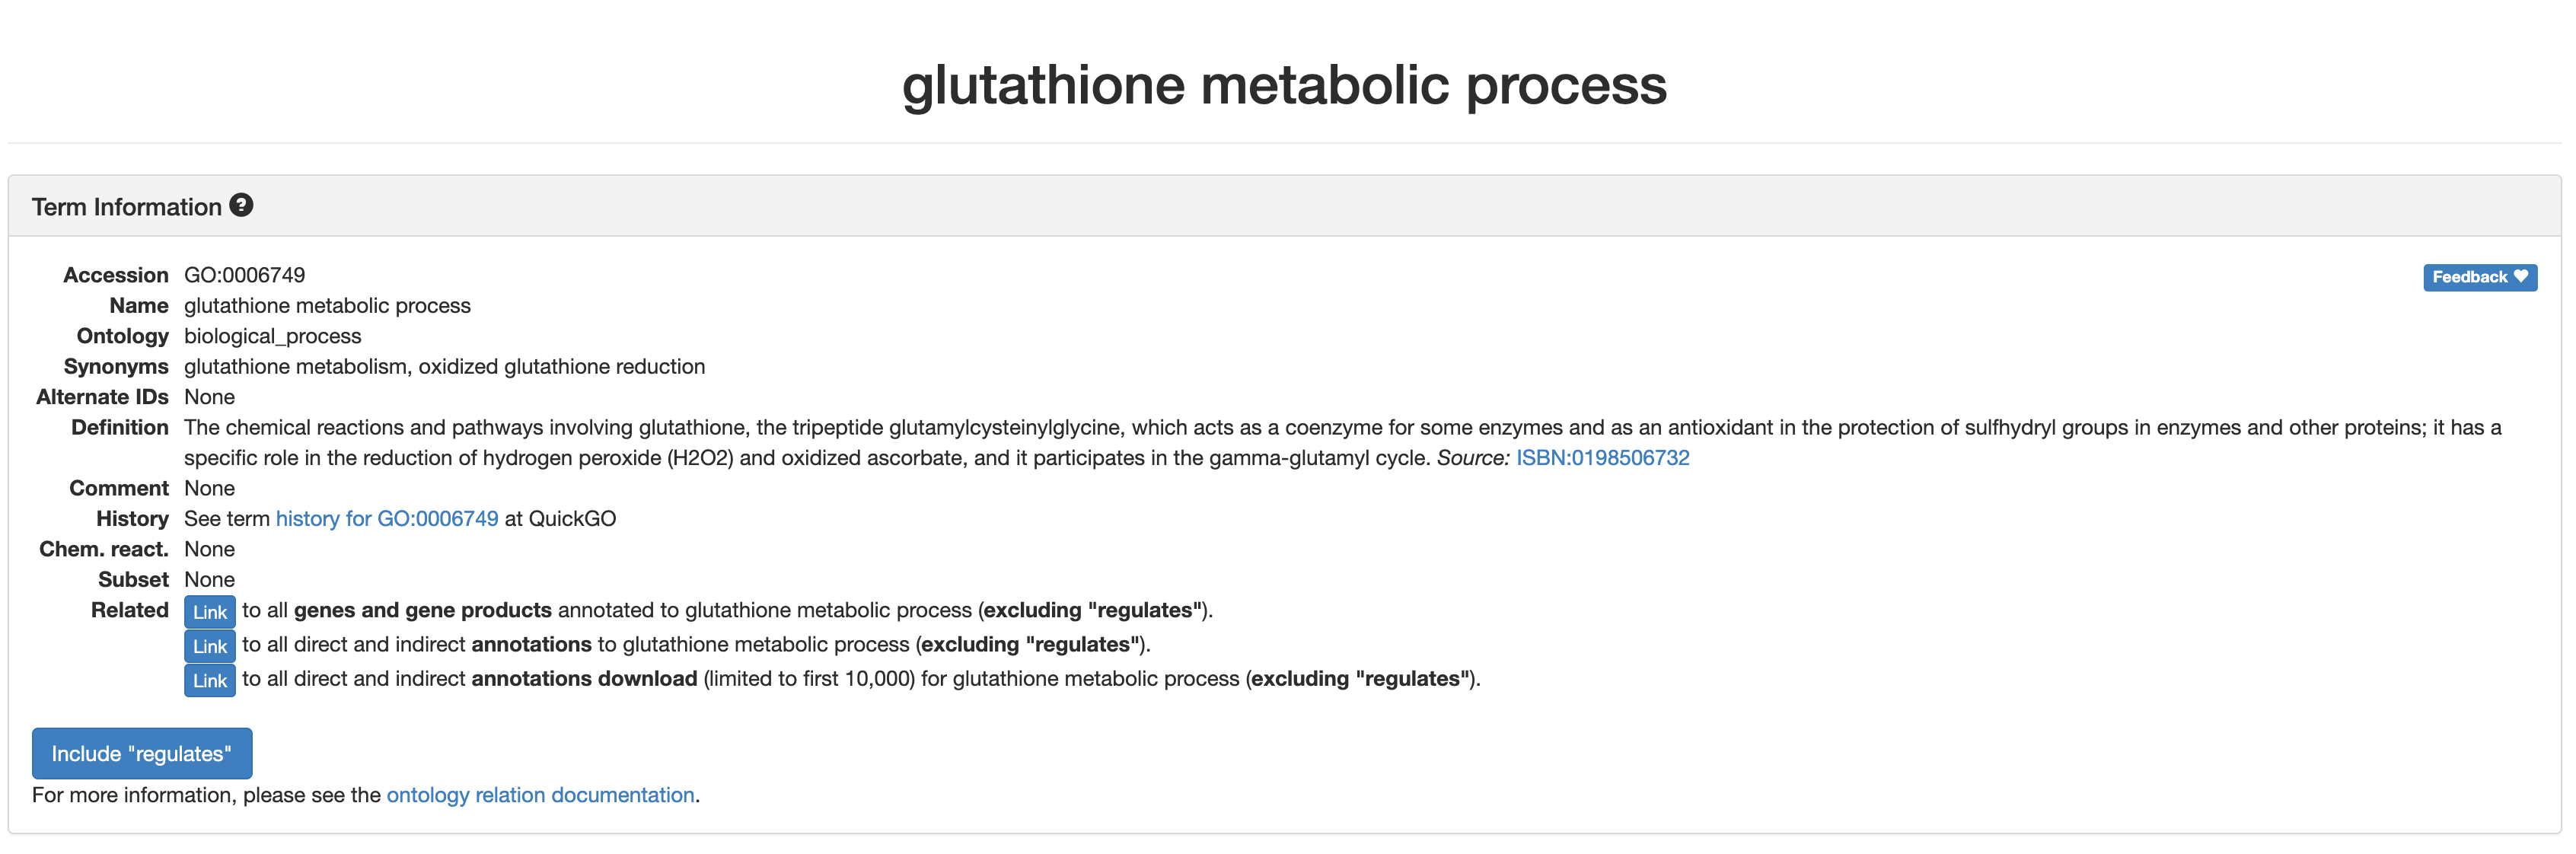 glutathione metabolic process
Term Information
Accession GO:0006749
Feedback
Name glutathione metabolic process
Ontology biological_process
Synonyms glutathione metabolism, oxidized glutathione reduction
Alternate IDs None
Definition The chemical reactions and pathways involving glutathione, the tripeptide glutamylcysteinylglycine, which acts as a coenzyme for some enzymes and as an antioxidant in the protection of sulfhydryl groups in enzymes and other proteins; it has a
specific role in the reduction of hydrogen peroxide (H2O2) and oxidized ascorbate, and it participates in the gamma-glutamyl cycle. Source: ISBN:0198506732
Comment None
History See term history for GO:0006749 at QuickGO
Chem. react. None
Subset None
Related Link to all genes and gene products annotated to glutathione metabolic process (excluding "regulates").
Link to all direct and indirect annotations to glutathione metabolic process (excluding "regulates").
Link to all direct and indirect annotations download (limited to first 10,000) for glutathione metabolic process (excluding "regulates").
Include "regulates"
For more information, please see the ontology relation documentation.